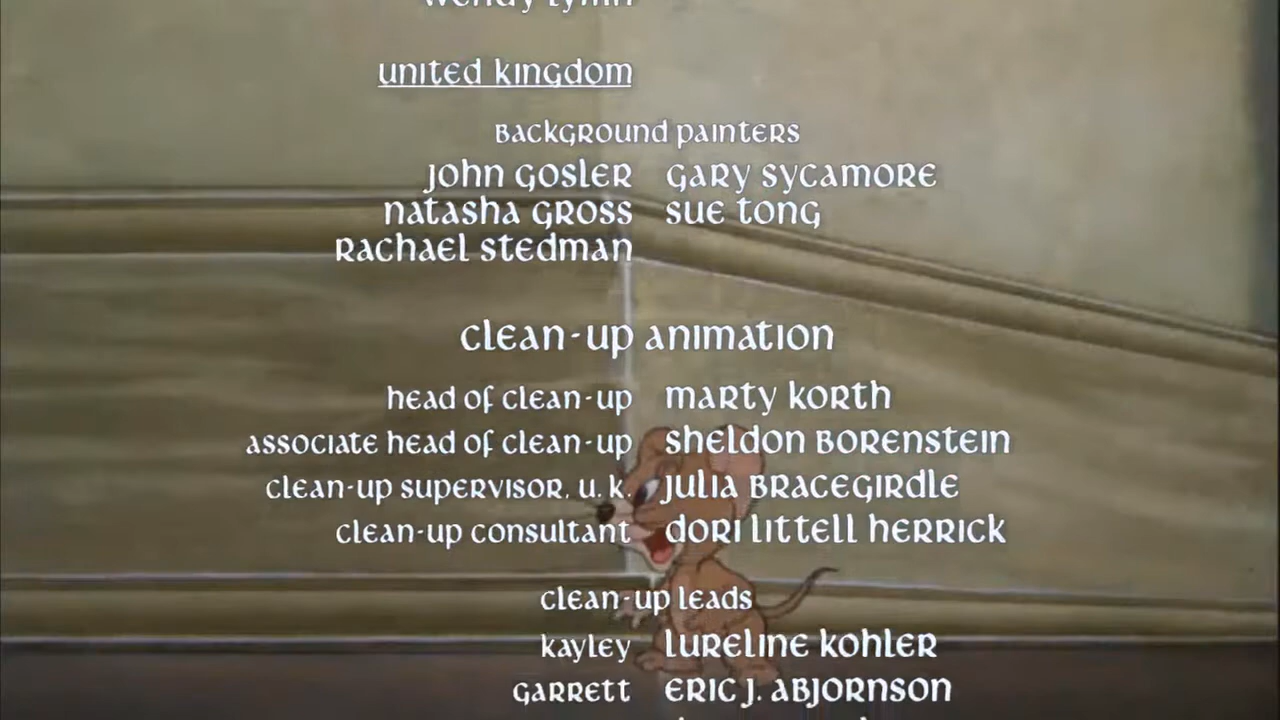 united kingdom
Background painters
John Gosler Gary Sycamore
Natasha Gross Sue Tong
Rachael Stedman
Clean-up Animation
head of clean-up Marty Korth
associate head of clean-up Sheldon Borenstein
clean-up supervisor, u.k. Julia Bracegirdle
clean-up consultant Dori Littell Herrick
clean-up leads
Kayley Lureline Kohler
Garrett Eric J. Abjornson